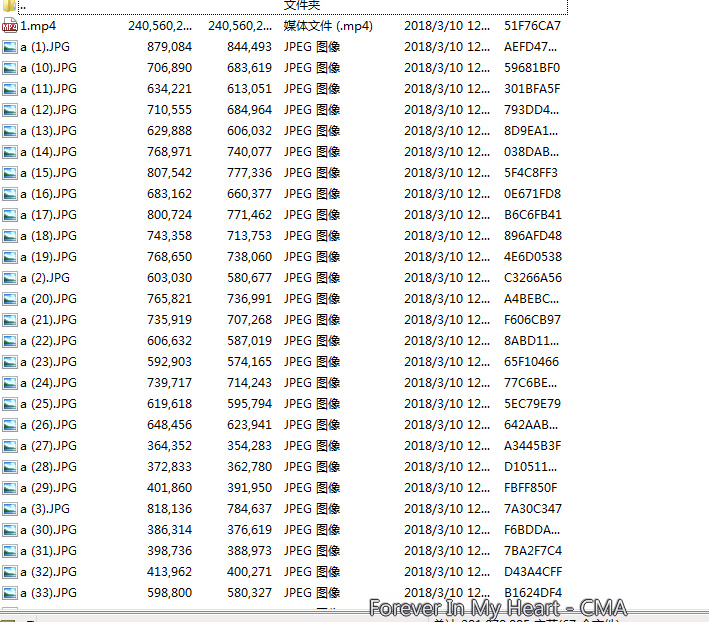 .. 文件夹
1.mp4 240,560,2... 240,560,2... 媒体文件 (.mp4) 2018/3/10 12... 51F76CA7
a (1).JPG 879,084 844,493 JPEG 图像 2018/3/10 12... AEFD47...
a (10).JPG 706,890 683,619 JPEG 图像 2018/3/10 12... 59681BF0
a (11).JPG 634,221 613,051 JPEG 图像 2018/3/10 12... 301BFA5F
a (12).JPG 710,555 684,964 JPEG 图像 2018/3/10 12... 793DD4...
a (13).JPG 629,888 606,032 JPEG 图像 2018/3/10 12... 8D9EA1...
a (14).JPG 768,971 740,077 JPEG 图像 2018/3/10 12... 038DAB...
a (15).JPG 807,542 777,336 JPEG 图像 2018/3/10 12... 5F4C8FF3
a (16).JPG 683,162 660,377 JPEG 图像 2018/3/10 12... 0E671FD8
a (17).JPG 800,724 771,462 JPEG 图像 2018/3/10 12... B6C6FB41
a (18).JPG 743,358 713,753 JPEG 图像 2018/3/10 12... 896AFD48
a (19).JPG 768,650 738,060 JPEG 图像 2018/3/10 12... 4E6D0538
a (2).JPG 603,030 580,677 JPEG 图像 2018/3/10 12... C3266A56
a (20).JPG 765,821 736,991 JPEG 图像 2018/3/10 12... A4BEBC...
a (21).JPG 735,919 707,268 JPEG 图像 2018/3/10 12... F606CB97
a (22).JPG 606,632 587,019 JPEG 图像 2018/3/10 12... 8ABD11...
a (23).JPG 592,903 574,165 JPEG 图像 2018/3/10 12... 65F10466
a (24).JPG 739,717 714,243 JPEG 图像 2018/3/10 12... 77C6BE...
a (25).JPG 619,618 595,794 JPEG 图像 2018/3/10 12... 5EC79E79
a (26).JPG 648,456 623,941 JPEG 图像 2018/3/10 12... 642AAB...
a (27).JPG 364,352 354,283 JPEG 图像 2018/3/10 12... A3445B3F
a (28).JPG 372,833 362,780 JPEG 图像 2018/3/10 12... D10511...
a (29).JPG 401,860 391,950 JPEG 图像 2018/3/10 12... FBFF850F
a (3).JPG 818,136 784,637 JPEG 图像 2018/3/10 12... 7A30C347
a (30).JPG 386,314 376,619 JPEG 图像 2018/3/10 12... F6BDDA...
a (31).JPG 398,736 388,973 JPEG 图像 2018/3/10 12... 7BA2F7C4
a (32).JPG 413,962 400,271 JPEG 图像 2018/3/10 12... D43A4CFF
a (33).JPG 598,800 580,327 JPEG 图像 2018/3/10 12... B1624DF4
Forever In My Heart - CMA